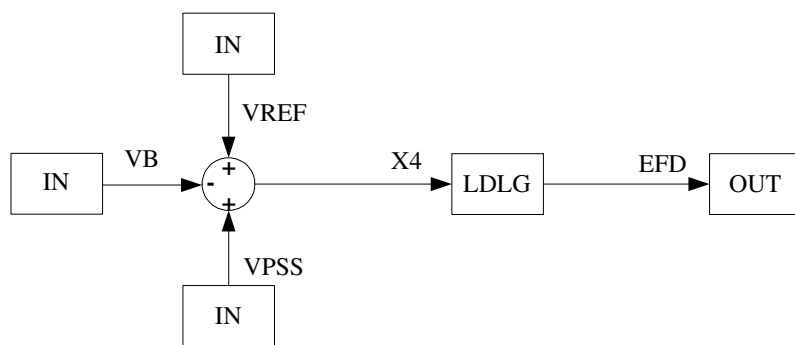 IN
VREF
VB
IN
+
-
+
X4
LDLG
EFD
OUT
VPSS
IN